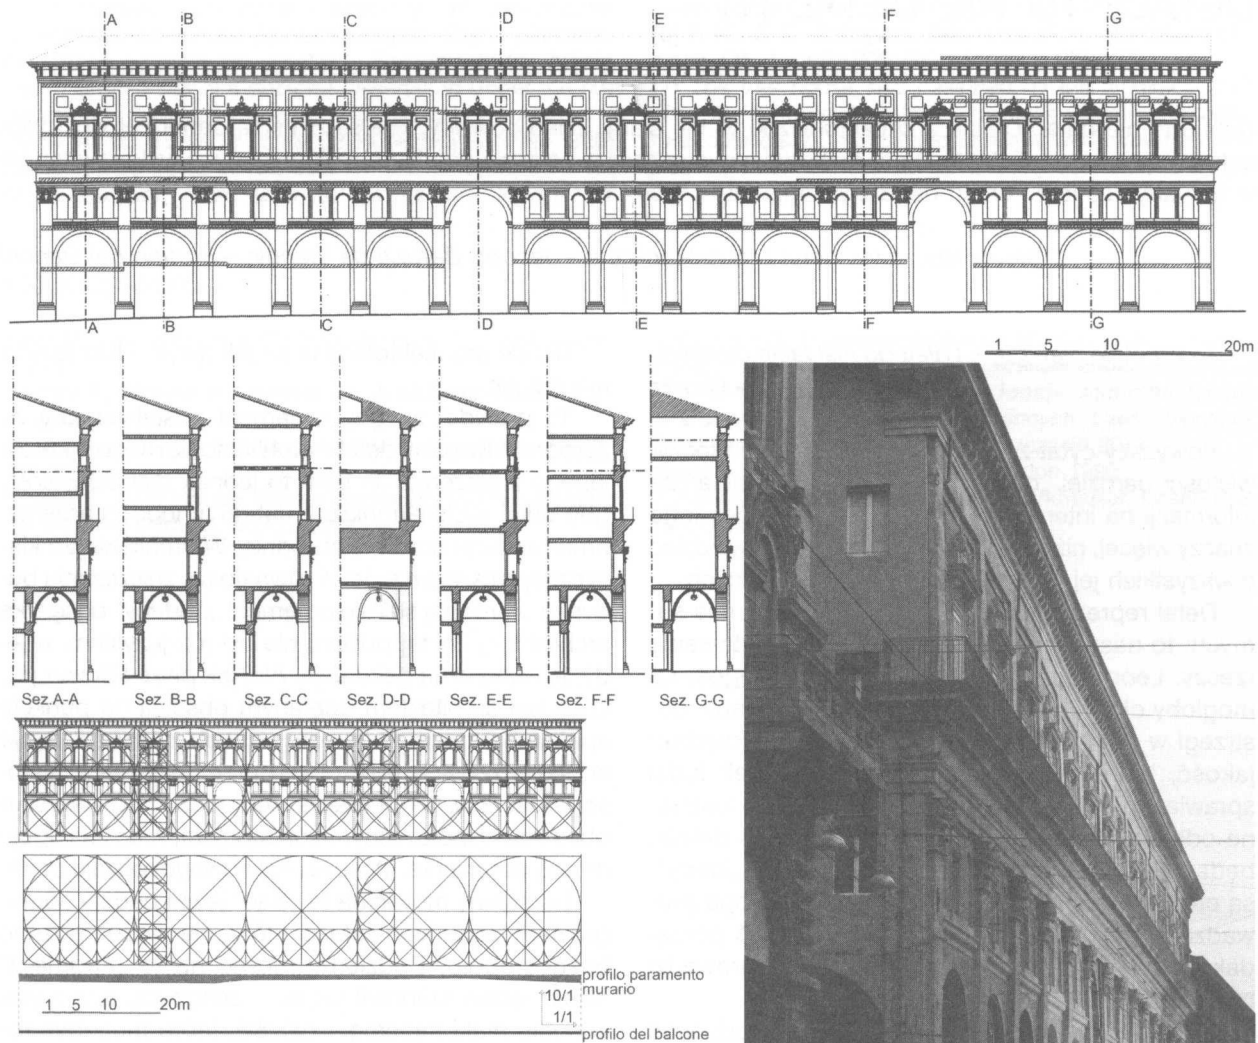 A B C D E F G
A B C D E F G
1 5 10 20m
Sez. A-A Sez. B-B Sez. C-C Sez. D-D Sez. E-E Sez. F-F Sez. G-G
profilo paramento
murario
1 5 10 20m
10/1
1/1
profilo del balcone